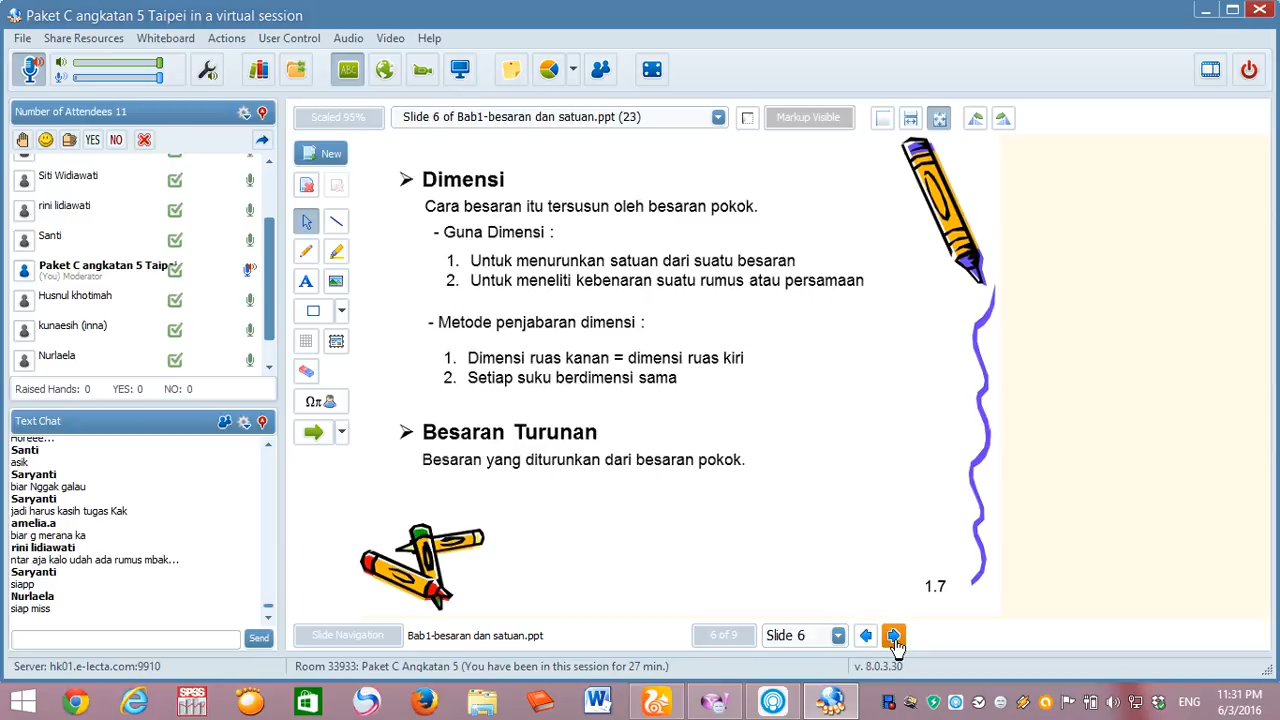 Paket C angkatan 5 Taipei in a virtual session
File Share Resources Whiteboard Actions User Control Audio Video Help
ABC
Number of Attendees 11
YES NO
Siti Widiawati
rini lidiawati
Santi
Paket C angkatan 5 Taip
(You) Moderator
Husnul khotimah
kunaesih (inna)
Nurlaela
Raised Hands: 0 YES: 0 NO: 0
Text Chat
Horeee...
Santi
asik
Saryanti
biar Nggak galau
Saryanti
jadi harus kasih tugas Kak
amelia.a
biar g merana ka
rini lidiawati
ntar aja kalo udah ada rumus mbak...
Saryanti
siapp
Nurlaela
siap miss
Send
Scaled 95%
Slide 6 of Bab1-besaran dan satuan.ppt (23)
Markup Visible
New
A
Ωπ
➢ Dimensi
Cara besaran itu tersusun oleh besaran pokok.
- Guna Dimensi :
1. Untuk menurunkan satuan dari suatu besaran
2. Untuk meneliti kebenaran suatu rumus atau persamaan
- Metode penjabaran dimensi :
1. Dimensi ruas kanan = dimensi ruas kiri
2. Setiap suku berdimensi sama
➢ Besaran Turunan
Besaran yang diturunkan dari besaran pokok.
1.7
Slide Navigation
Bab1-besaran dan satuan.ppt
6 of 9
Slide 6
Server: hk01.e-lecta.com:9910
Room 33933: Paket C Angkatan 5 (You have been in this session for 27 min.)
v. 8.0.3.30
SPSS
W
ENG
11:31 PM
6/3/2016